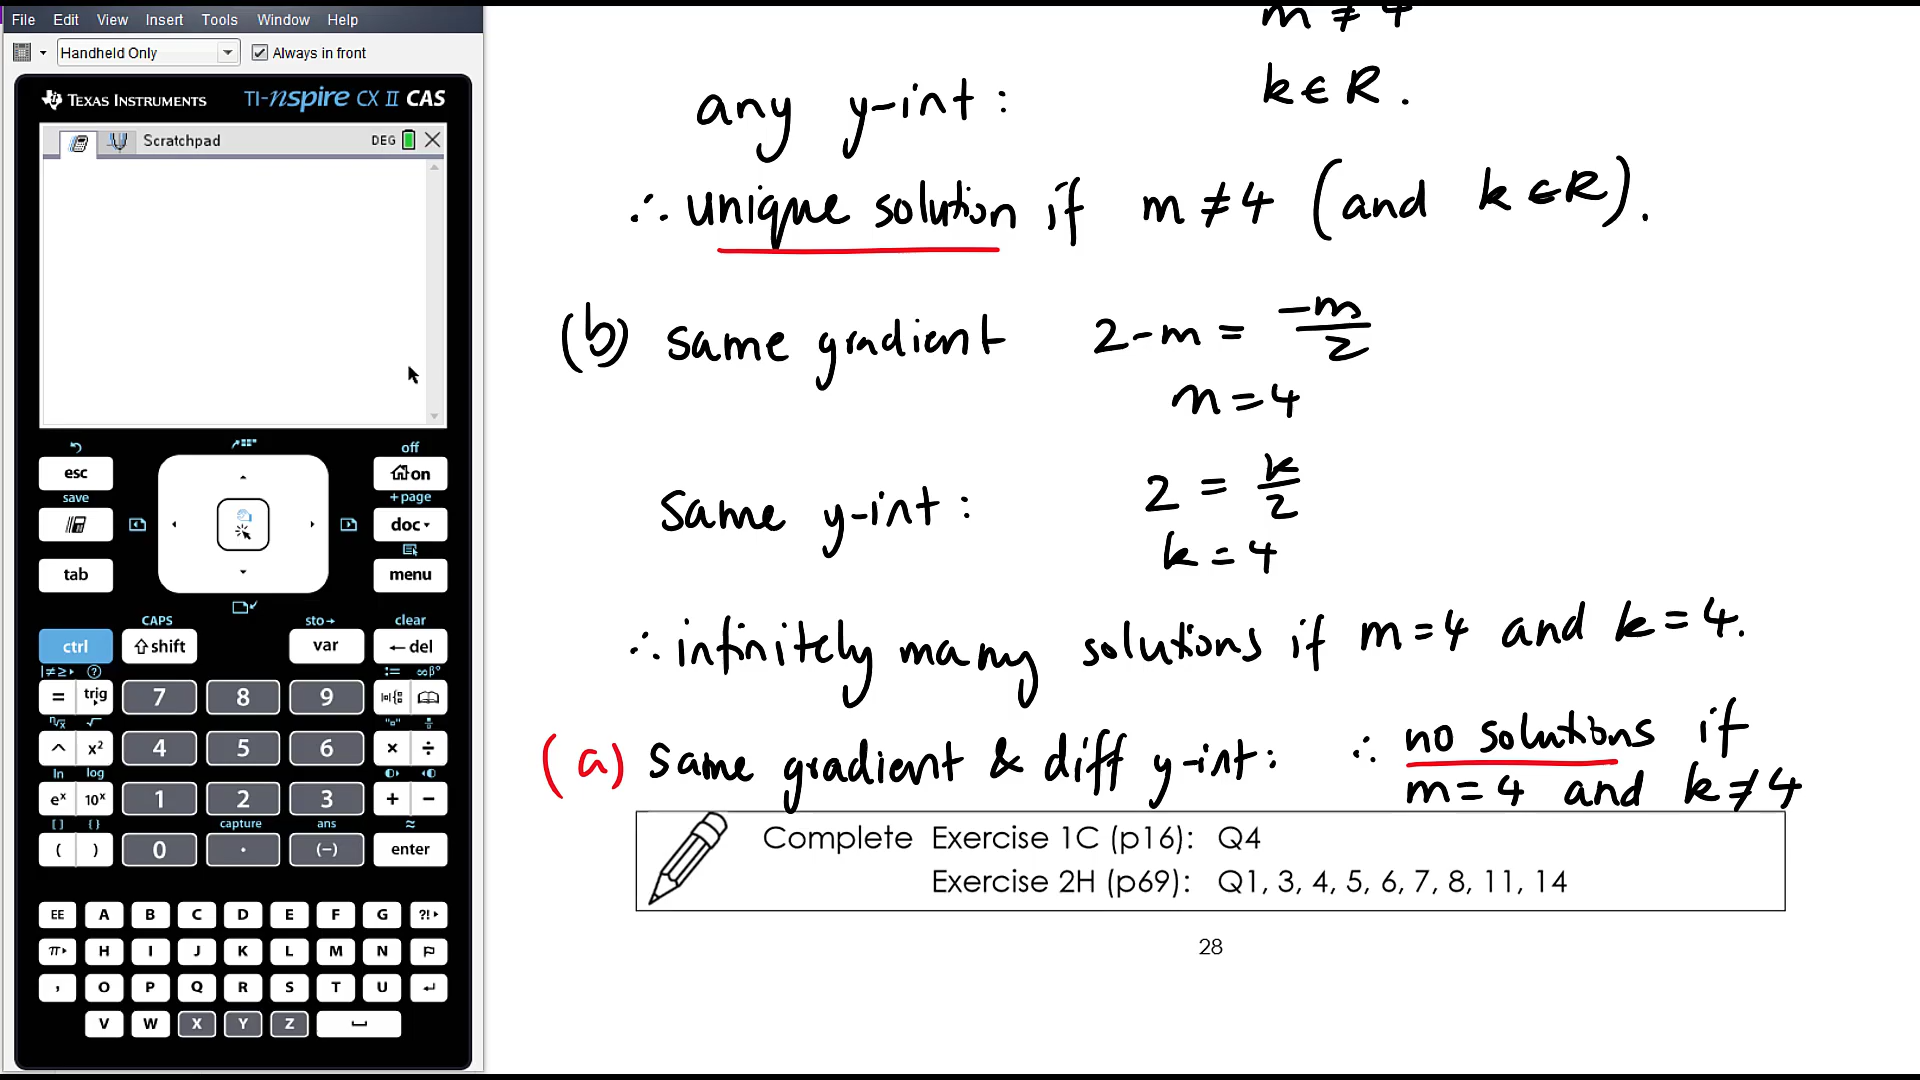 File Edit View Insert Tools Window Help
Handheld Only Always in front
TEXAS INSTRUMENTS TI-nspire CX II CAS
Scratchpad DEG
esc off
save on
+ page
doc
tab menu
CAPS sto→ clear
ctrl shift var ←del
|≠≥▸ := ∞β°
= trig 7 8 9
^ x² 4 5 6 × ÷
ln log
eˣ 10ˣ 1 2 3 + −
[ ] { } capture ans ≈
( ) 0 . (−) enter
EE A B C D E F G ?!▸
π▸ H I J K L M N
, O P Q R S T U
V W X Y Z
m ≠ 4
any y-int : k ∈ R .
∴ unique solution if m ≠ 4 (and k ∈ R).
(b) same gradient 2-m = -m/2
m = 4
same y-int : 2 = k/2
k = 4
∴ infinitely many solutions if m = 4 and k = 4.
(a) same gradient & diff y-int : ∴ no solutions if
m = 4 and k ≠ 4
Complete Exercise 1C (p16): Q4
Exercise 2H (p69): Q1, 3, 4, 5, 6, 7, 8, 11, 14
28